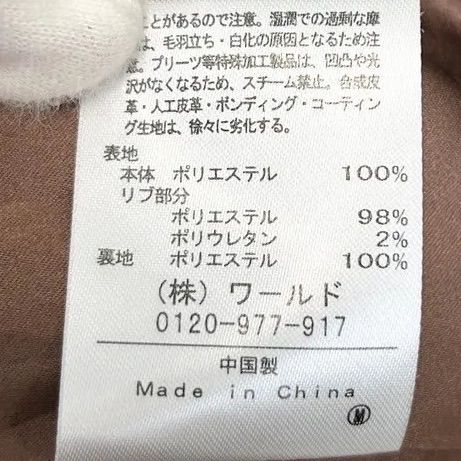 ことがあるので注意。湿潤での過剰な摩
は、毛羽立ち・白化の原因となるため注
。プリーツ等特殊加工製品は、凹凸や光
沢がなくなるため、スチーム禁止。合成皮
革・人工皮革・ボンディング・コーティン
グ生地は、徐々に劣化する。
表地
本体 ポリエステル 100%
リブ部分
ポリエステル 98%
ポリウレタン 2%
裏地 ポリエステル 100%
(株) ワールド
0120-977-917
中国製
Made in China
M